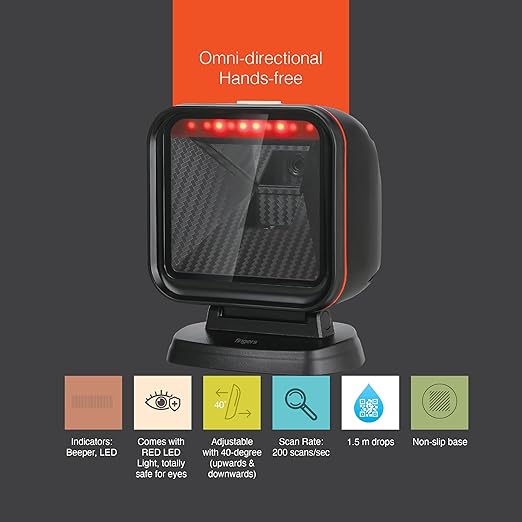 Omni-directional
Hands-free
fingers
40°
Indicators:
Beeper, LED
Comes with
RED LED
Light, totally
safe for eyes
Adjustable
with 40-degree
(upwards &
downwards)
Scan Rate:
200 scans/sec
1.5 m drops
Non-slip base